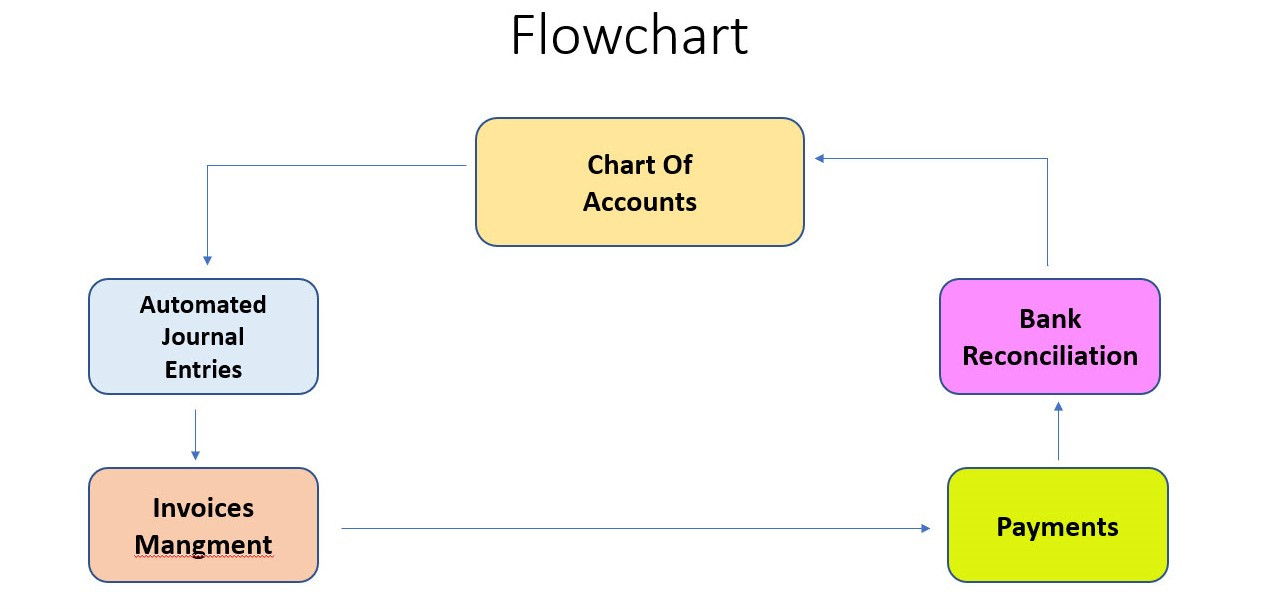 Flowchart
Chart Of
Accounts
Automated
Journal
Entries
Bank
Reconciliation
Invoices
Mangment
Payments